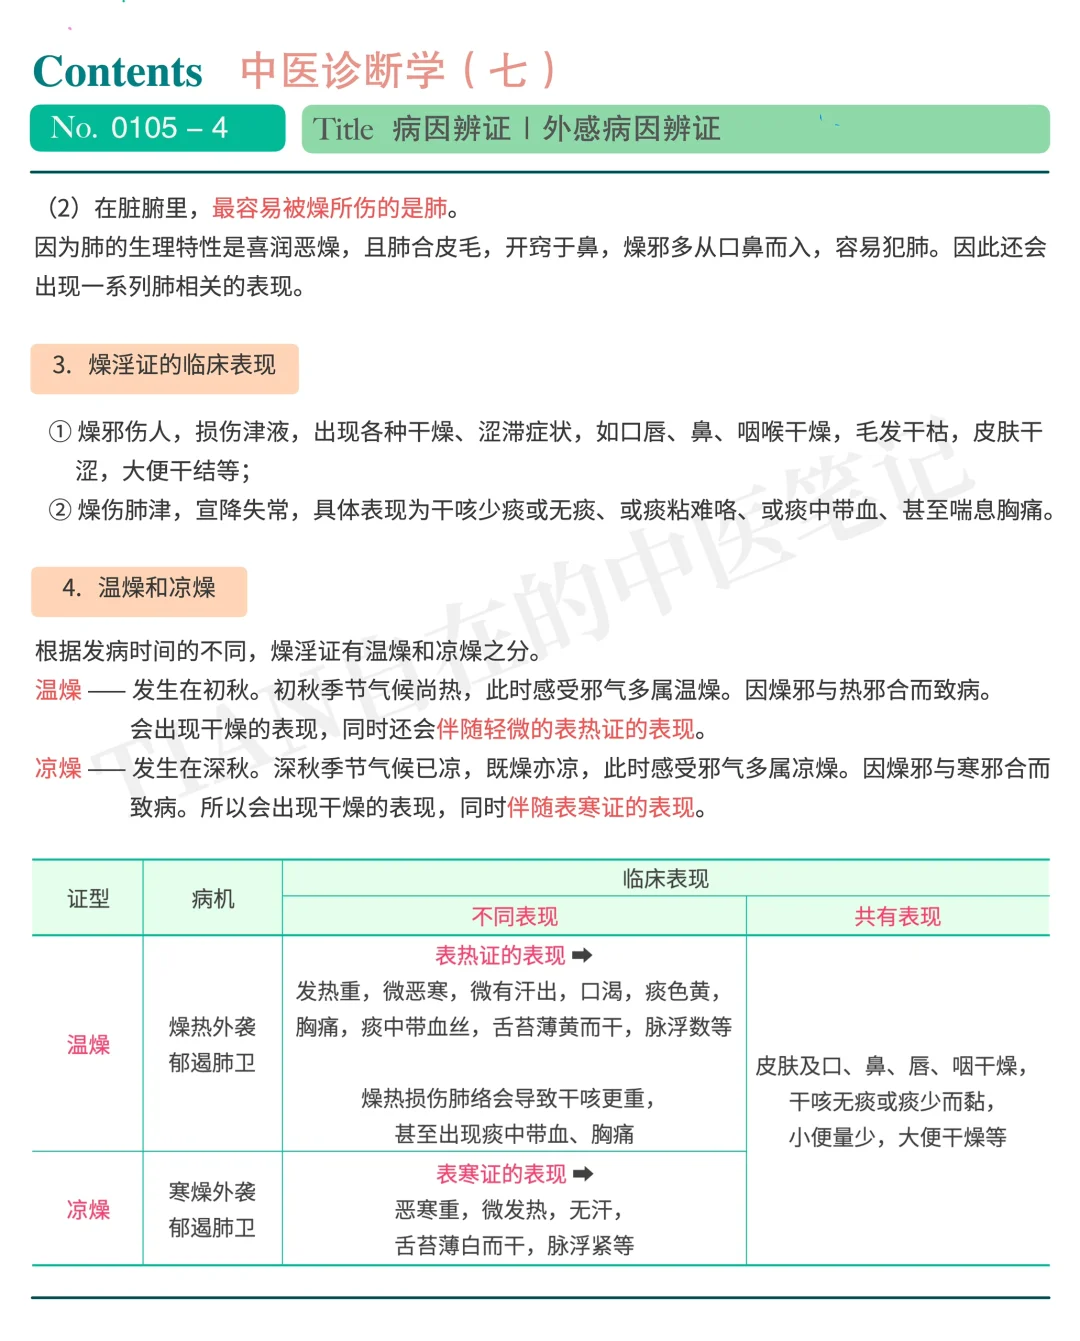 Contents 中医诊断学（七）
No. 0105 – 4
Title 病因辨证 | 外感病因辨证
（2）在脏腑里，最容易被燥所伤的是肺。
因为肺的生理特性是喜润恶燥，且肺合皮毛，开窍于鼻，燥邪多从口鼻而入，容易犯肺。因此还会
出现一系列肺相关的表现。
3. 燥淫证的临床表现
① 燥邪伤人，损伤津液，出现各种干燥、涩滞症状，如口唇、鼻、咽喉干燥，毛发干枯，皮肤干
涩，大便干结等；
② 燥伤肺津，宣降失常，具体表现为干咳少痰或无痰、或痰粘难咯、或痰中带血、甚至喘息胸痛。
4. 温燥和凉燥
根据发病时间的不同，燥淫证有温燥和凉燥之分。
温燥 —— 发生在初秋。初秋季节气候尚热，此时感受邪气多属温燥。因燥邪与热邪合而致病。
会出现干燥的表现，同时还会伴随轻微的表热证的表现。
凉燥 —— 发生在深秋。深秋季节气候已凉，既燥亦凉，此时感受邪气多属凉燥。因燥邪与寒邪合而
致病。所以会出现干燥的表现，同时伴随表寒证的表现。
证型
病机
临床表现
不同表现
共有表现
温燥
燥热外袭
郁遏肺卫
表热证的表现 ➡
发热重，微恶寒，微有汗出，口渴，痰色黄，
胸痛，痰中带血丝，舌苔薄黄而干，脉浮数等
燥热损伤肺络会导致干咳更重，
甚至出现痰中带血、胸痛
皮肤及口、鼻、唇、咽干燥，
干咳无痰或痰少而黏，
小便量少，大便干燥等
凉燥
寒燥外袭
郁遏肺卫
表寒证的表现 ➡
恶寒重，微发热，无汗，
舌苔薄白而干，脉浮紧等
TIAN自在的中医笔记